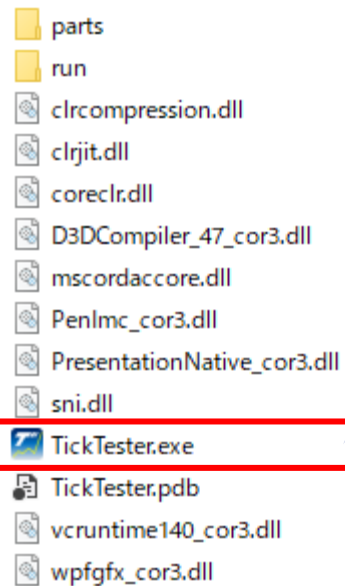 parts
run
clrcompression.dll
clrjit.dll
coreclr.dll
D3DCompiler_47_cor3.dll
mscordaccore.dll
PenImc_cor3.dll
PresentationNative_cor3.dll
sni.dll
TickTester.exe
TickTester.pdb
vcruntime140_cor3.dll
wpfgfx_cor3.dll